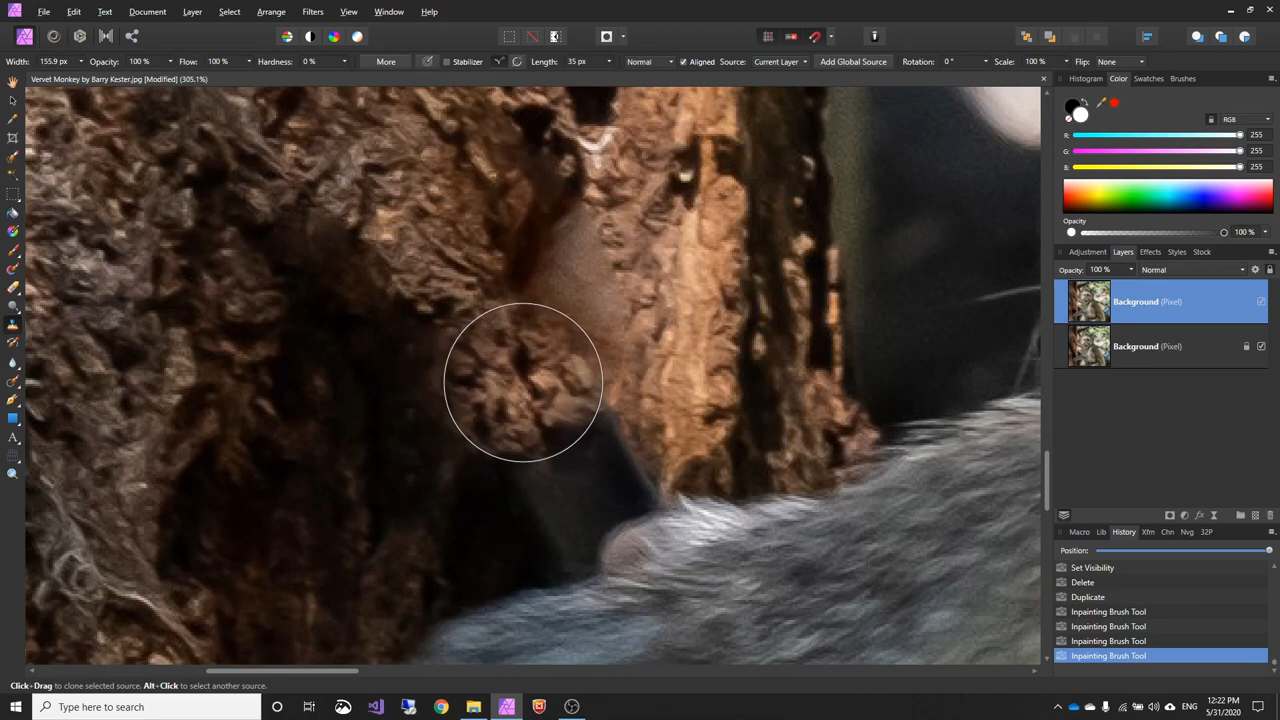 File Edit Text Document Layer Select Arrange Filters View Window Help
Width: 155.9 px Opacity: 100 % Flow: 100 % Hardness: 0 % More Stabilizer Length: 35 px Normal Aligned Source: Current Layer Add Global Source Rotation: 0 ° Scale: 100 % Flip: None
Vervet Monkey by Barry Kester.jpg [Modified] (305.1%)
Histogram Color Swatches Brushes
RGB
R: 255
G: 255
B: 255
Opacity
100 %
Adjustment Layers Effects Styles Stock
Opacity: 100 % Normal
Background (Pixel)
Background (Pixel)
fx
Macro Lib History Xfm Chn Nvg 32P
Position:
Set Visibility
Delete
Duplicate
Inpainting Brush Tool
Inpainting Brush Tool
Inpainting Brush Tool
Inpainting Brush Tool
Click+Drag to clone selected source. Alt+Click to select another source.
Type here to search
ENG
12:22 PM
5/31/2020